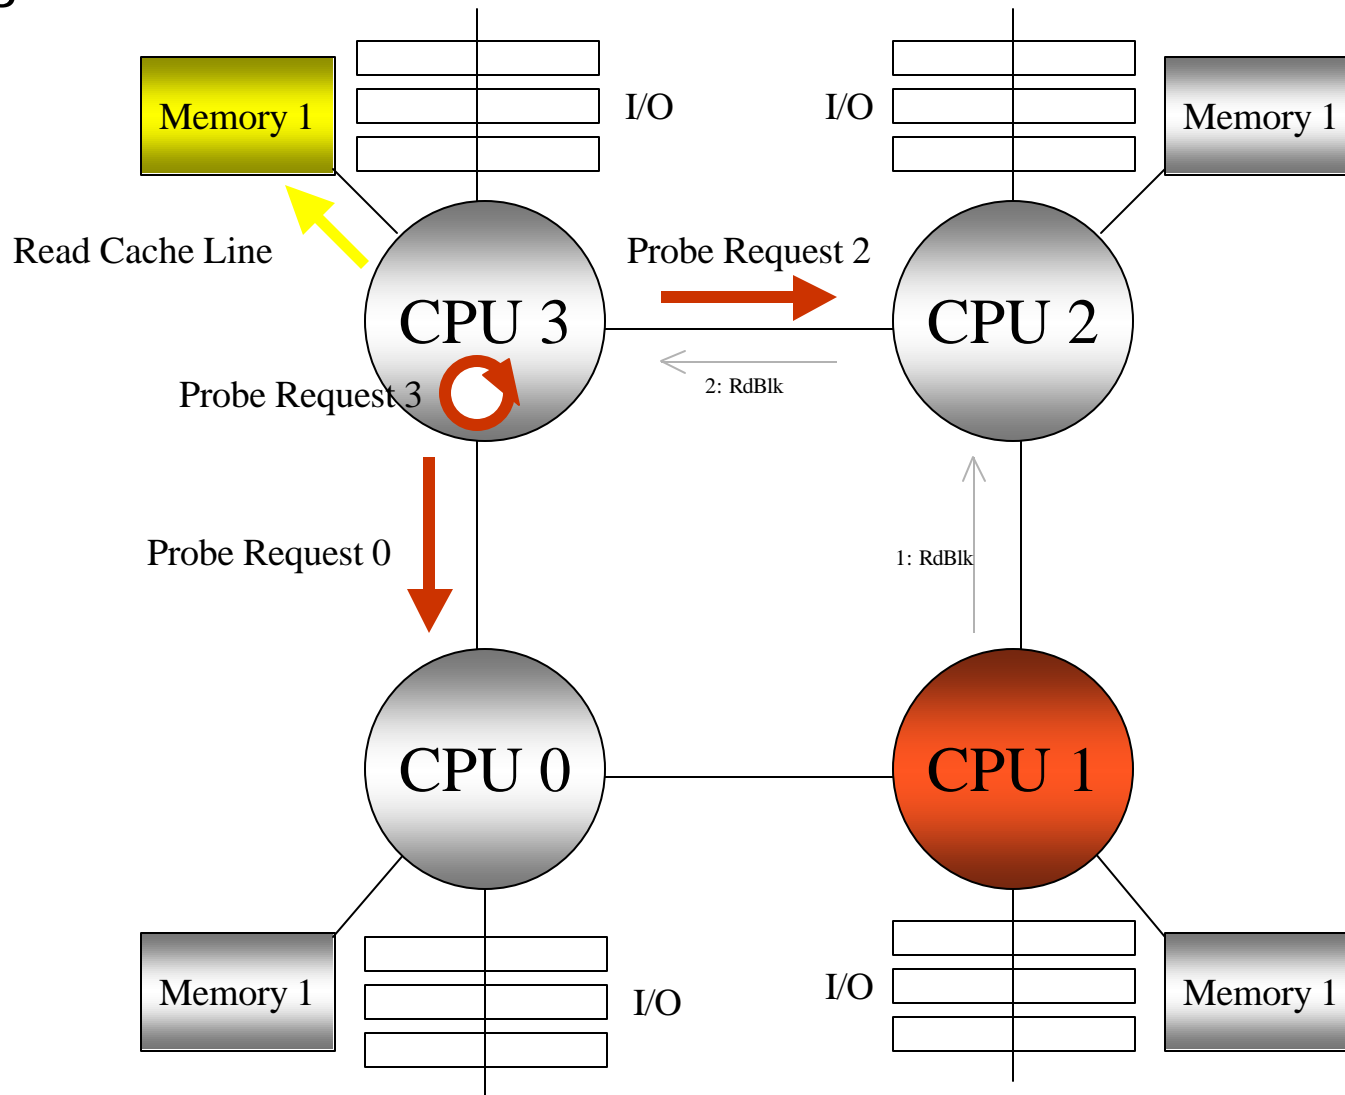 I/O
I/O
Memory 1
Memory 1
Read Cache Line
Probe Request 2
CPU 3
CPU 2
2: RdBlk
Probe Request 3
Probe Request 0
1: RdBlk
CPU 0
CPU 1
Memory 1
I/O
I/O
Memory 1